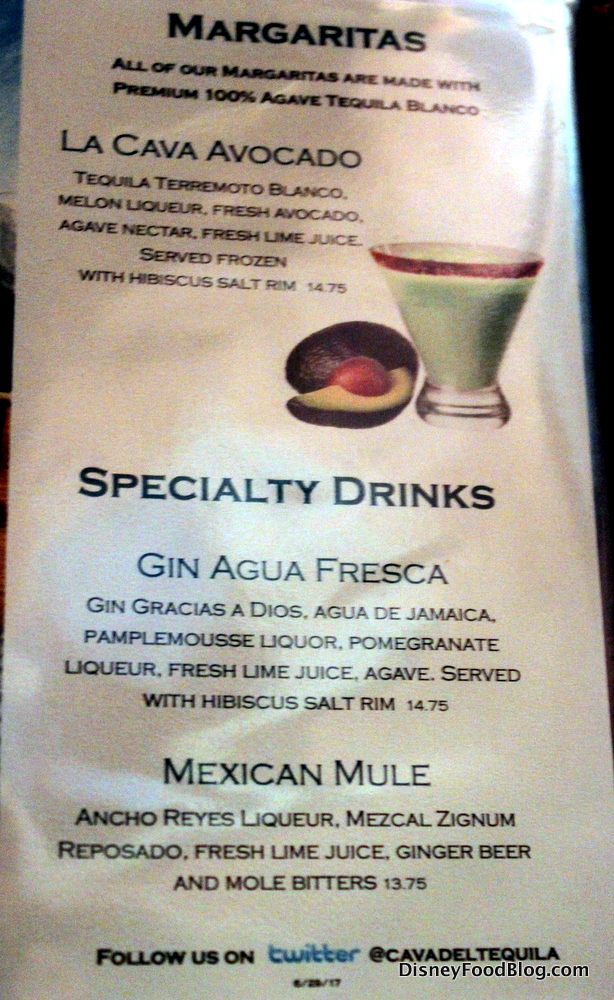 MARGARITAS
ALL OF OUR MARGARITAS ARE MADE WITH
PREMIUM 100% AGAVE TEQUILA BLANCO
LA CAVA AVOCADO
TEQUILA TERREMOTO BLANCO,
MELON LIQUEUR, FRESH AVOCADO,
AGAVE NECTAR, FRESH LIME JUICE.
SERVED FROZEN
WITH HIBISCUS SALT RIM 14.75
SPECIALTY DRINKS
GIN AGUA FRESCA
GIN GRACIAS A DIOS, AGUA DE JAMAICA,
PAMPLEMOUSSE LIQUOR, POMEGRANATE
LIQUEUR, FRESH LIME JUICE, AGAVE. SERVED
WITH HIBISCUS SALT RIM 14.75
MEXICAN MULE
ANCHO REYES LIQUEUR, MEZCAL ZIGNUM
REPOSADO, FRESH LIME JUICE, GINGER BEER
AND MOLE BITTERS 13.75
FOLLOW US ON twitter @CAVADELTEQUILA
DisneyFoodBlog.com
6/29/17